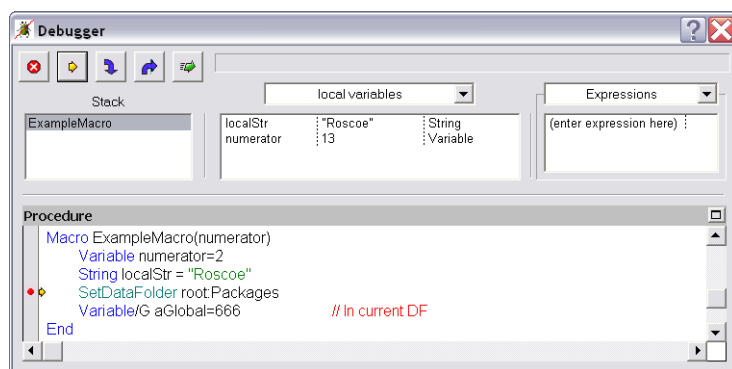 Debugger
local variables
Expressions
Stack
ExampleMacro
localStr "Roscoe" String
numerator 13 Variable
(enter expression here)
Procedure
Macro ExampleMacro(numerator)
Variable numerator=2
String localStr = "Roscoe"
SetDataFolder root:Packages
Variable/G aGlobal=666 // In current DF
End